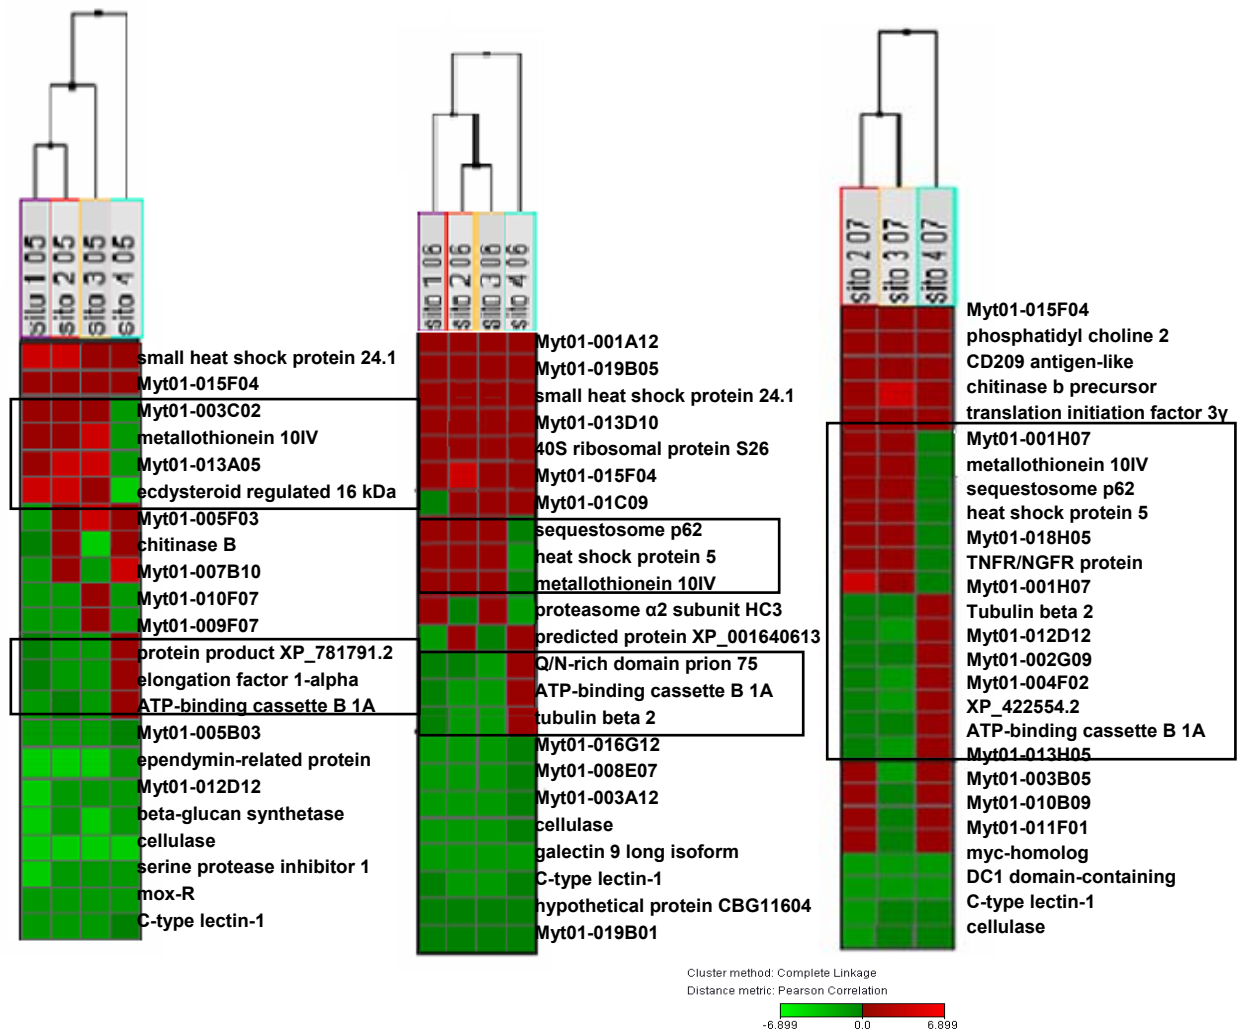 sito 1 05
sito 2 05
sito 3 05
sito 4 05
small heat shock protein 24.1
Myt01-015F04
Myt01-003C02
metallothionein 10IV
Myt01-013A05
ecdysteroid regulated 16 kDa
Myt01-005F03
chitinase B
Myt01-007B10
Myt01-010F07
Myt01-009F07
protein product XP_781791.2
elongation factor 1-alpha
ATP-binding cassette B 1A
Myt01-005B03
ependymin-related protein
Myt01-012D12
beta-glucan synthetase
cellulase
serine protease inhibitor 1
mox-R
C-type lectin-1
sito 1 06
sito 2 06
sito 3 06
sito 4 06
Myt01-001A12
Myt01-019B05
small heat shock protein 24.1
Myt01-013D10
40S ribosomal protein S26
Myt01-015F04
Myt01-01C09
sequestosome p62
heat shock protein 5
metallothionein 10IV
proteasome α2 subunit HC3
predicted protein XP_001640613
Q/N-rich domain prion 75
ATP-binding cassette B 1A
tubulin beta 2
Myt01-016G12
Myt01-008E07
Myt01-003A12
cellulase
galectin 9 long isoform
C-type lectin-1
hypothetical protein CBG11604
Myt01-019B01
sito 2 07
sito 3 07
sito 4 07
Myt01-015F04
phosphatidyl choline 2
CD209 antigen-like
chitinase b precursor
translation initiation factor 3γ
Myt01-001H07
metallothionein 10IV
sequestosome p62
heat shock protein 5
Myt01-018H05
TNFR/NGFR protein
Myt01-001H07
Tubulin beta 2
Myt01-012D12
Myt01-002G09
Myt01-004F02
XP_422554.2
ATP-binding cassette B 1A
Myt01-013H05
Myt01-003B05
Myt01-010B09
Myt01-011F01
myc-homolog
DC1 domain-containing
C-type lectin-1
cellulase
Cluster method: Complete Linkage
Distance metric: Pearson Correlation
-6.899 0.0 6.899